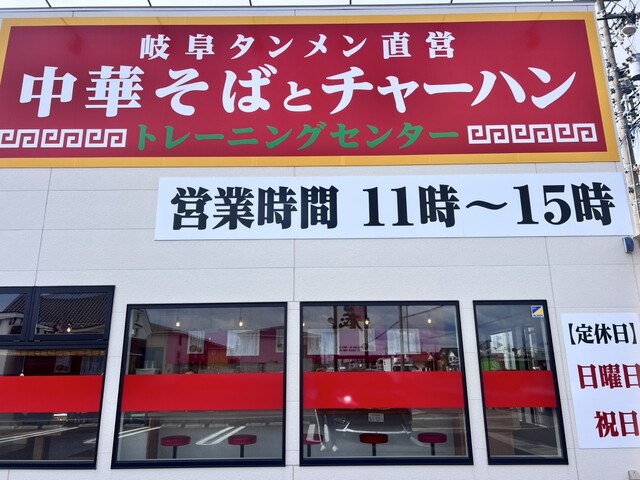 岐阜タンメン直営
中華そばとチャーハン
トレーニングセンター
営業時間 11時～15時
【定休日】
日曜日
祝日